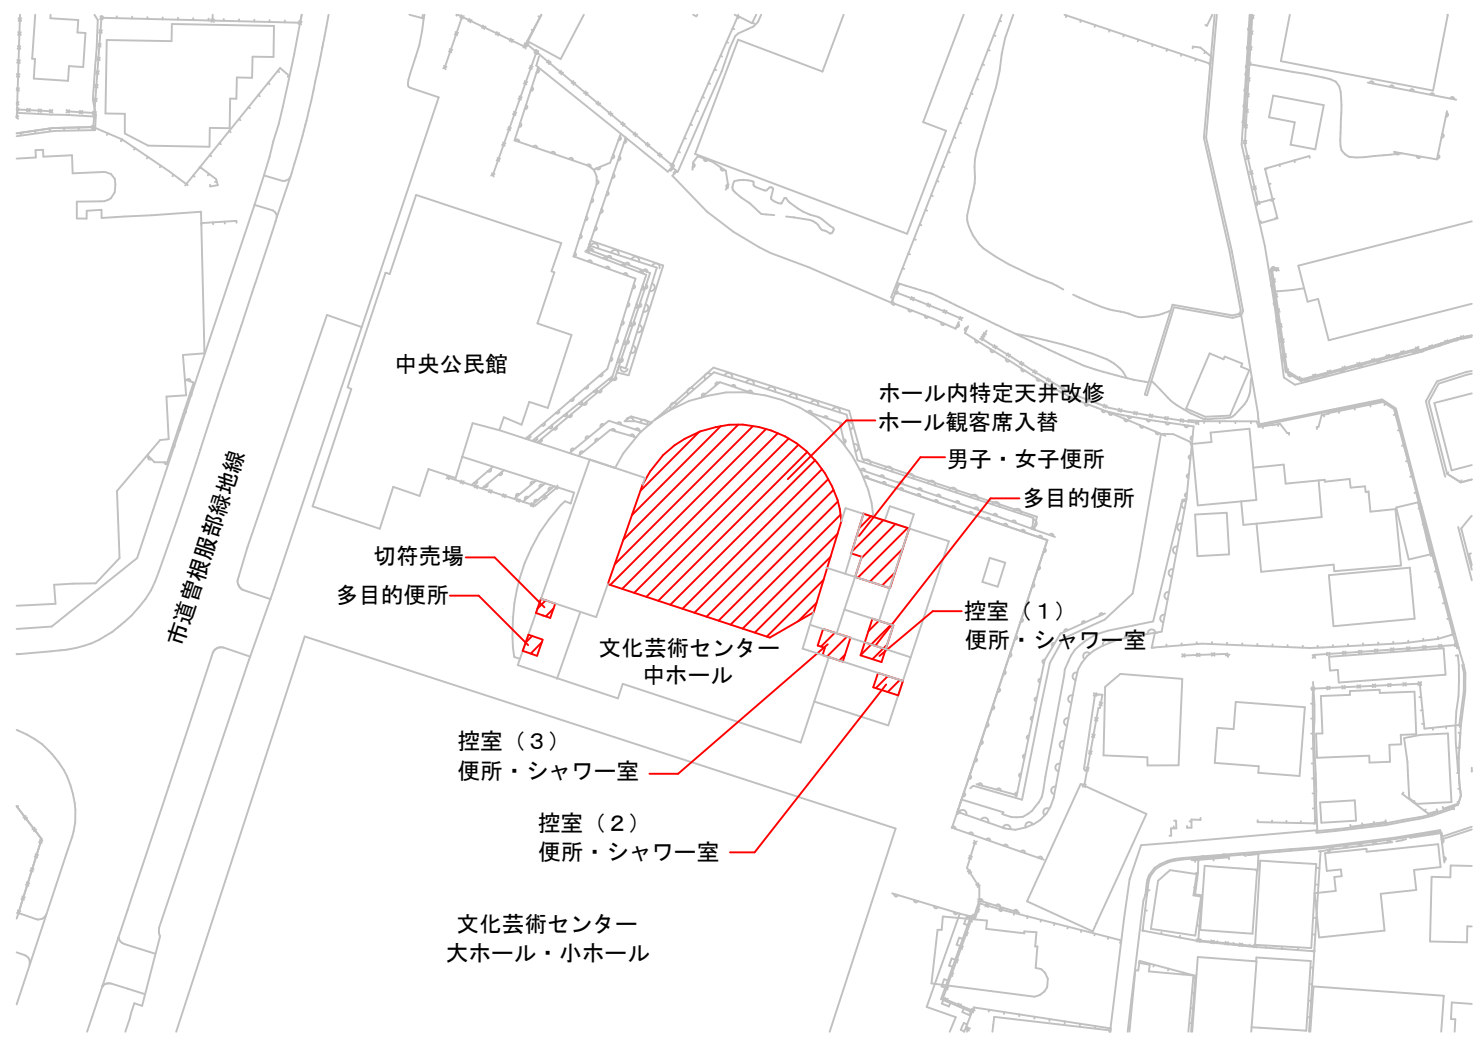 中央公民館
ホール内特定天井改修
ホール観客席入替
男子・女子便所
多目的便所
市道曽根服部緑地線
切符売場
多目的便所
控室（１）
便所・シャワー室
文化芸術センター
中ホール
控室（３）
便所・シャワー室
控室（２）
便所・シャワー室
文化芸術センター
大ホール・小ホール